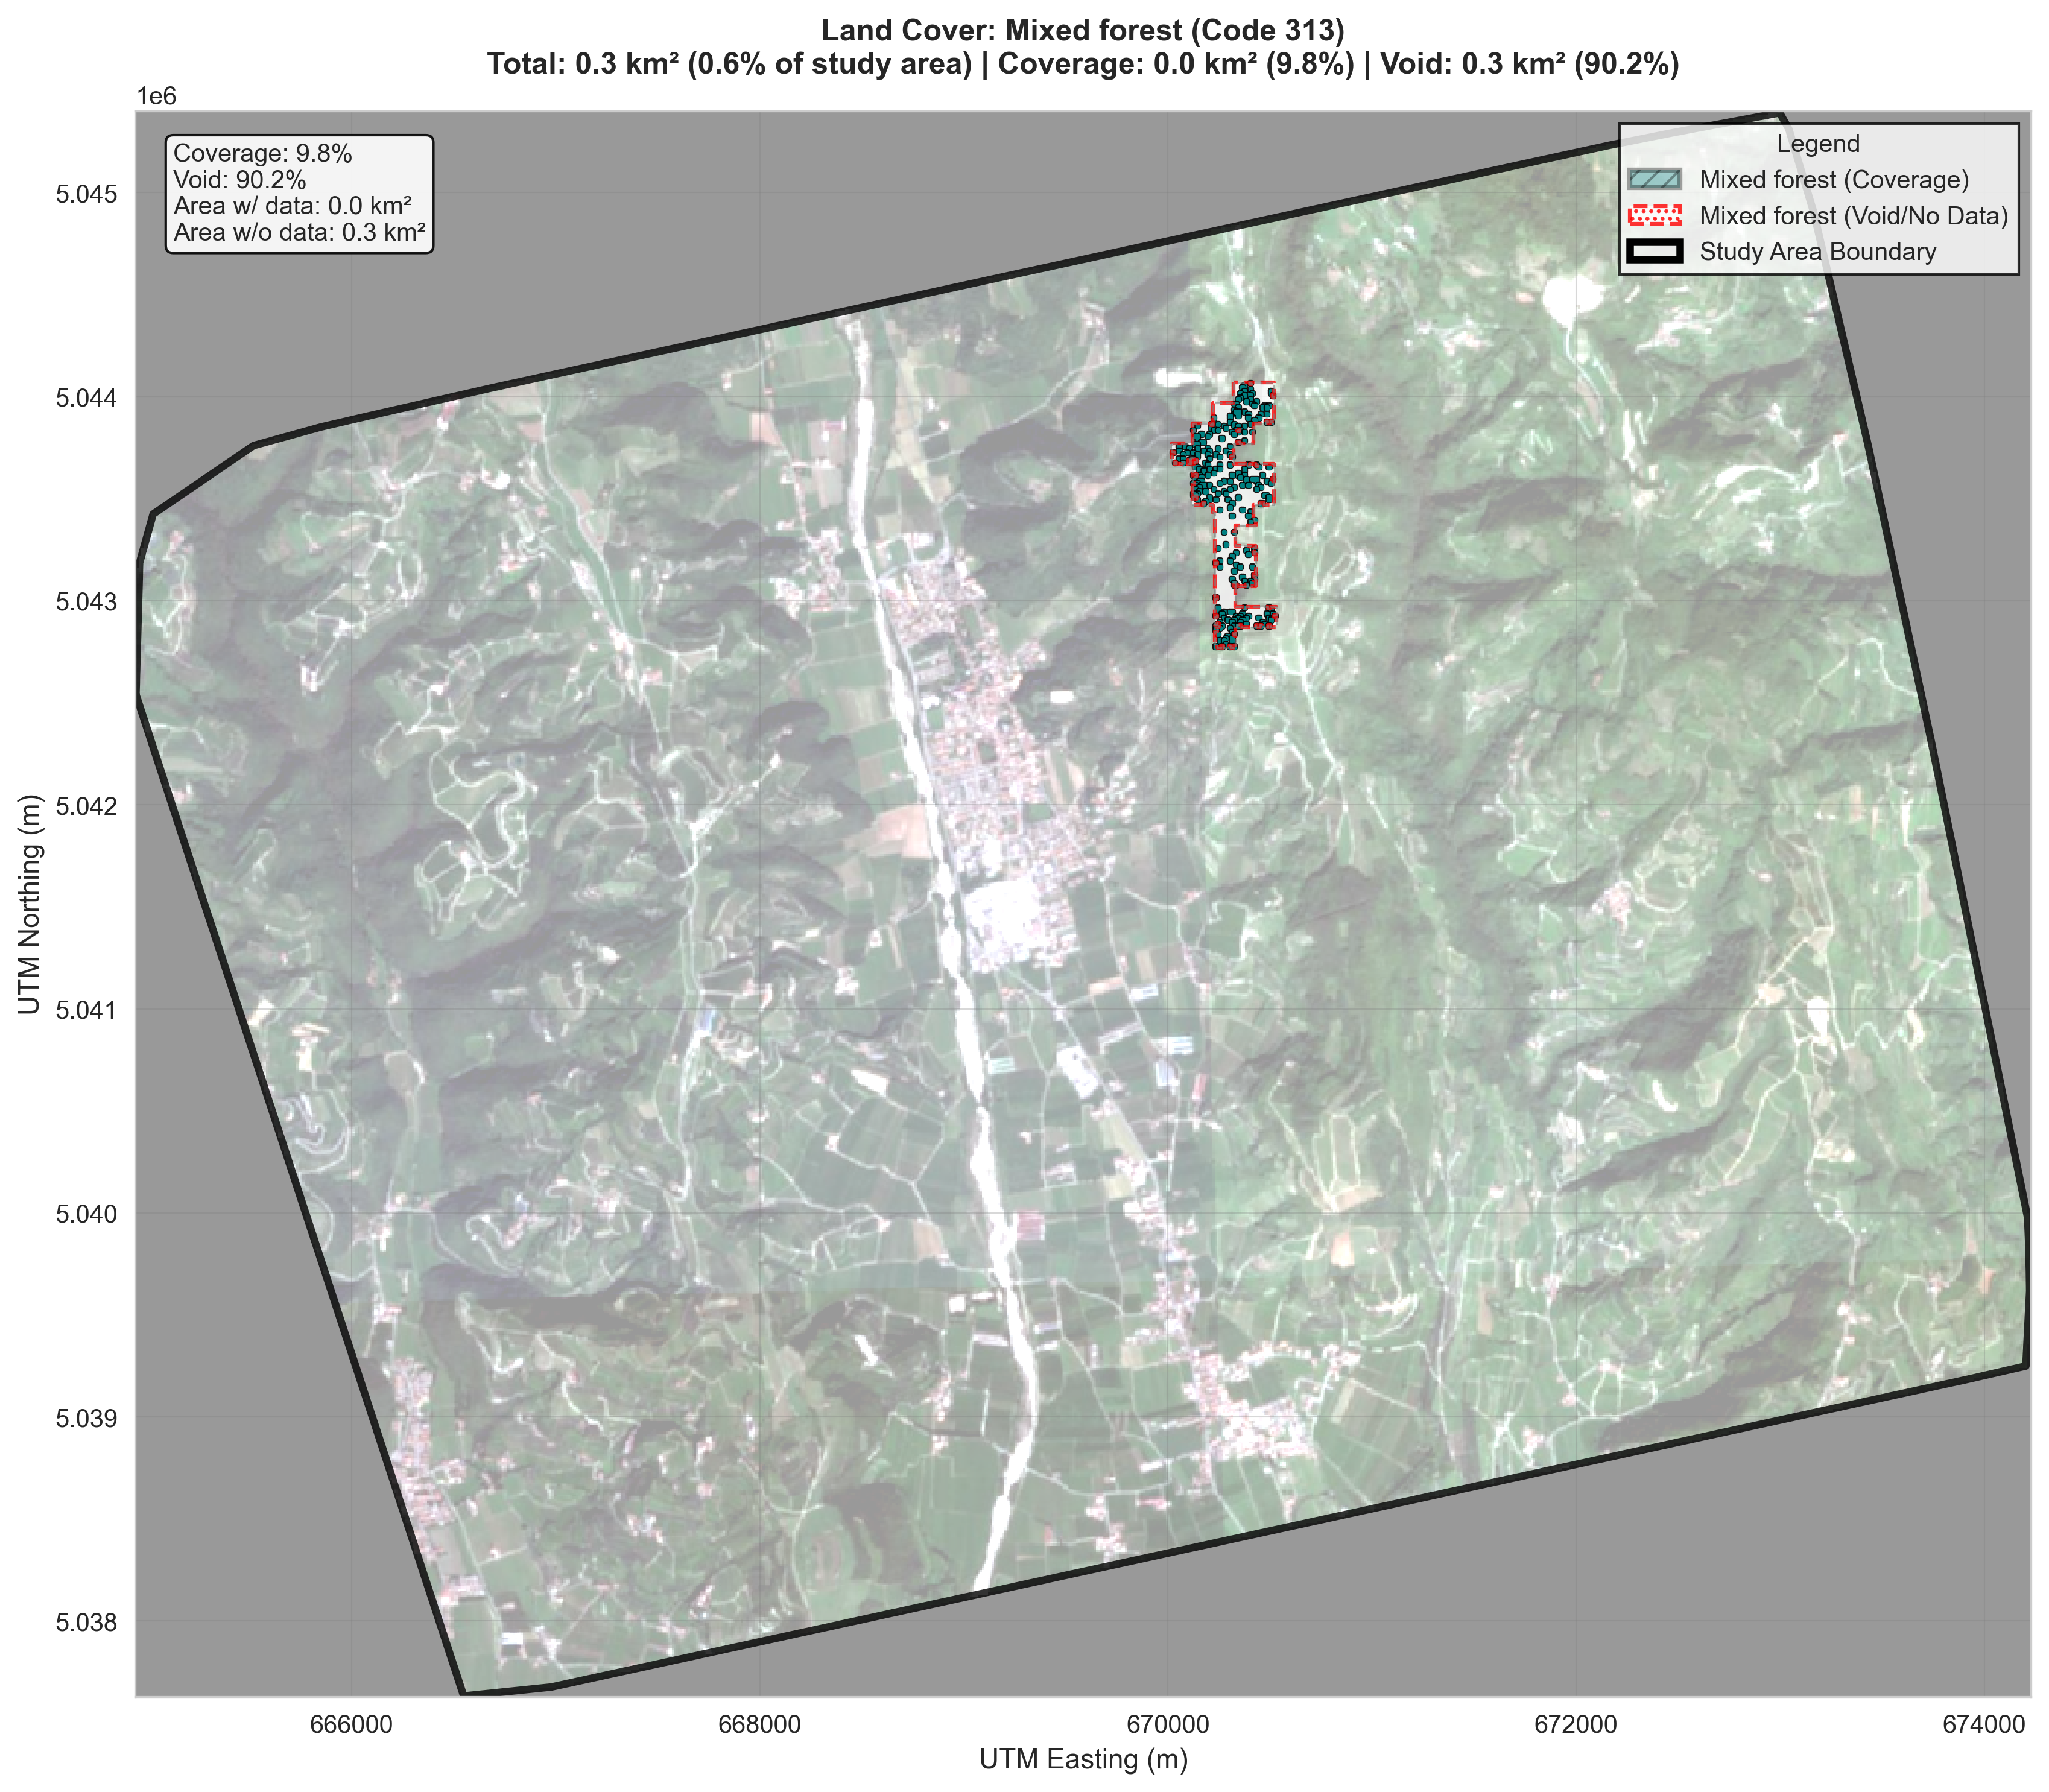 Land Cover: Mixed forest (Code 313)
Total: 0.3 km² (0.6% of study area) | Coverage: 0.0 km² (9.8%) | Void: 0.3 km² (90.2%)
1e6
Coverage: 9.8%
Void: 90.2%
Area w/ data: 0.0 km²
Area w/o data: 0.3 km²
Legend
Mixed forest (Coverage)
Mixed forest (Void/No Data)
Study Area Boundary
5.045
5.044
5.043
5.042
5.041
5.040
5.039
5.038
UTM Northing (m)
666000
668000
670000
672000
674000
UTM Easting (m)